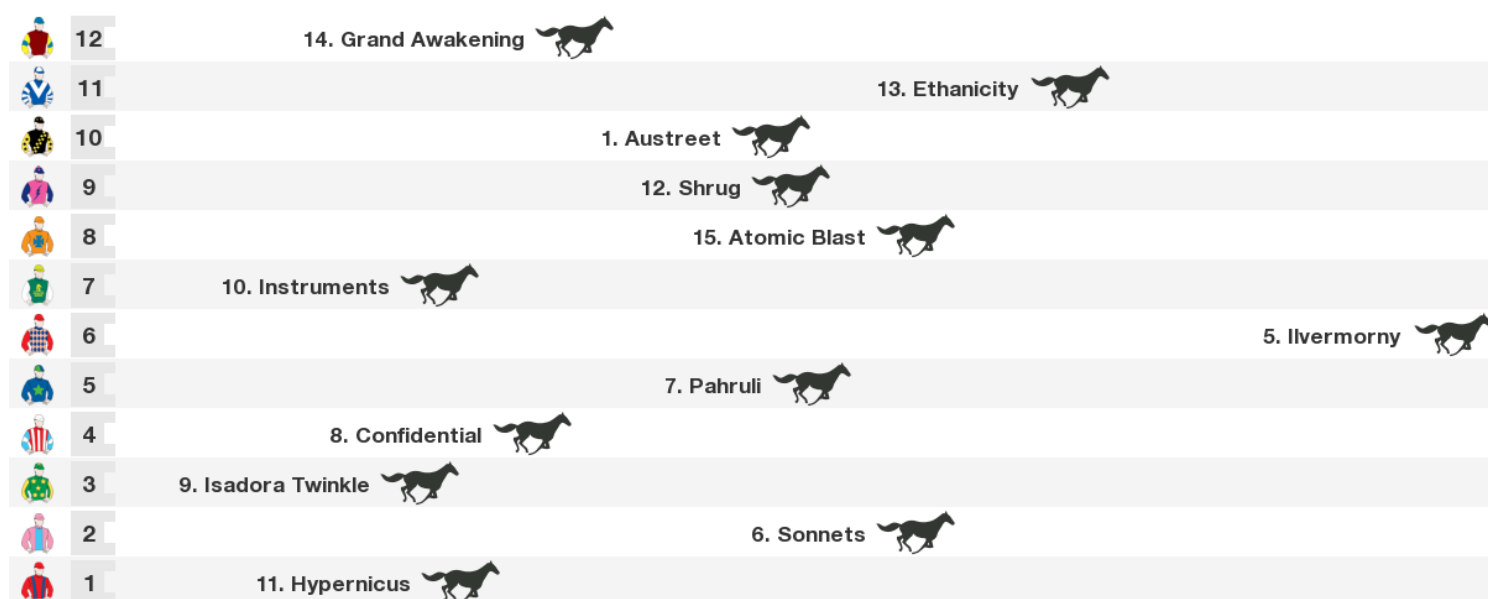 12 14. Grand Awakening
11 13. Ethanicity
10 1. Austreet
9 12. Shrug
8 15. Atomic Blast
7 10. Instruments
6 5. Ilvermorny
5 7. Pahruli
4 8. Confidential
3 9. Isadora Twinkle
2 6. Sonnets
1 11. Hypernicus